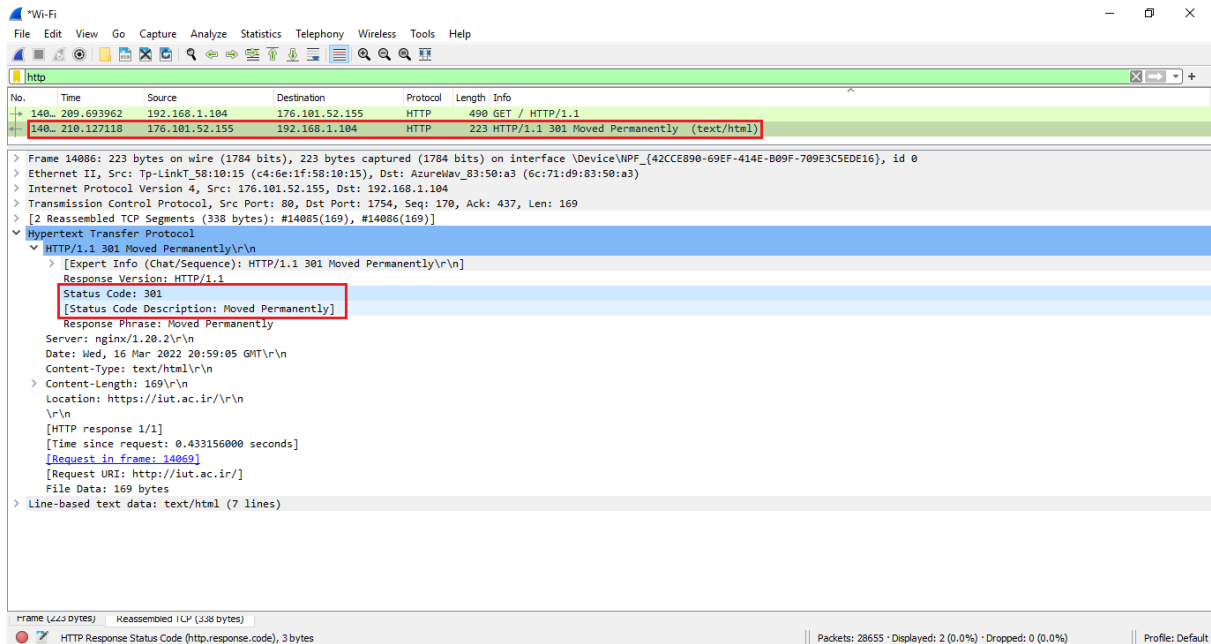 *Wi-Fi
File Edit View Go Capture Analyze Statistics Telephony Wireless Tools Help
http
No. Time Source Destination Protocol Length Info
140… 209.693962 192.168.1.104 176.101.52.155 HTTP 490 GET / HTTP/1.1
140… 210.127118 176.101.52.155 192.168.1.104 HTTP 223 HTTP/1.1 301 Moved Permanently (text/html)
> Frame 14086: 223 bytes on wire (1784 bits), 223 bytes captured (1784 bits) on interface \Device\NPF_{42CCE890-69EF-414E-B09F-709E3C5EDE16}, id 0
> Ethernet II, Src: Tp-LinkT_58:10:15 (c4:6e:1f:58:10:15), Dst: AzureWav_83:50:a3 (6c:71:d9:83:50:a3)
> Internet Protocol Version 4, Src: 176.101.52.155, Dst: 192.168.1.104
> Transmission Control Protocol, Src Port: 80, Dst Port: 1754, Seq: 170, Ack: 437, Len: 169
> [2 Reassembled TCP Segments (338 bytes): #14085(169), #14086(169)]
Hypertext Transfer Protocol
HTTP/1.1 301 Moved Permanently\r\n
> [Expert Info (Chat/Sequence): HTTP/1.1 301 Moved Permanently\r\n]
Response Version: HTTP/1.1
Status Code: 301
[Status Code Description: Moved Permanently]
Response Phrase: Moved Permanently
Server: nginx/1.20.2\r\n
Date: Wed, 16 Mar 2022 20:59:05 GMT\r\n
Content-Type: text/html\r\n
> Content-Length: 169\r\n
Location: https://iut.ac.ir/\r\n
\r\n
[HTTP response 1/1]
[Time since request: 0.433156000 seconds]
[Request in frame: 14069]
[Request URI: http://iut.ac.ir/]
File Data: 169 bytes
> Line-based text data: text/html (7 lines)
Frame (223 bytes) Reassembled TCP (338 bytes)
HTTP Response Status Code (http.response.code), 3 bytes Packets: 28655 · Displayed: 2 (0.0%) · Dropped: 0 (0.0%) Profile: Default